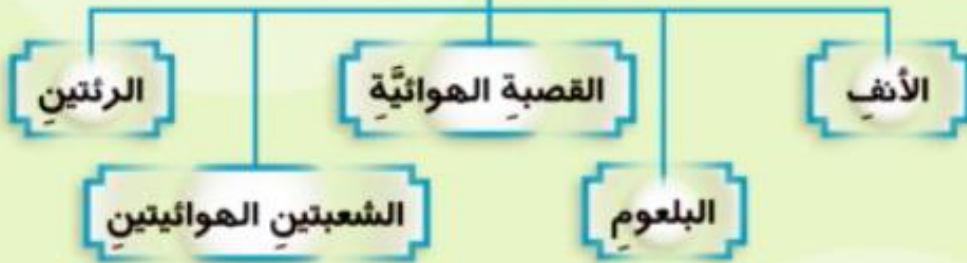 الأنفِ
البلعومِ
القصبةِ الهوائيَّةِ
الشعبتينِ الهوائيتينِ
الرئتينِ